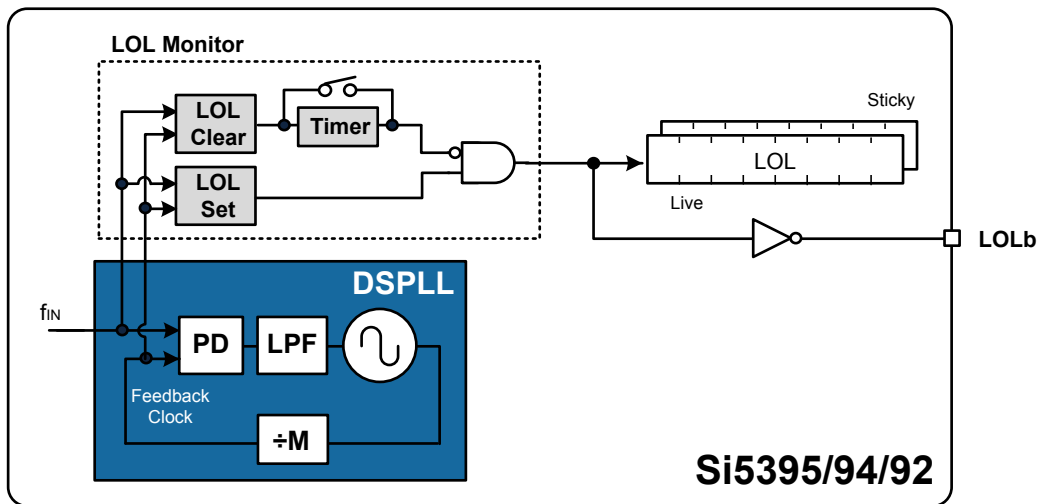 LOL Monitor
LOL
Clear
Timer
LOL
Set
Sticky
LOL
Live
LOLb
DSPLL
fIN
PD
LPF
Feedback
Clock
÷M
Si5395/94/92